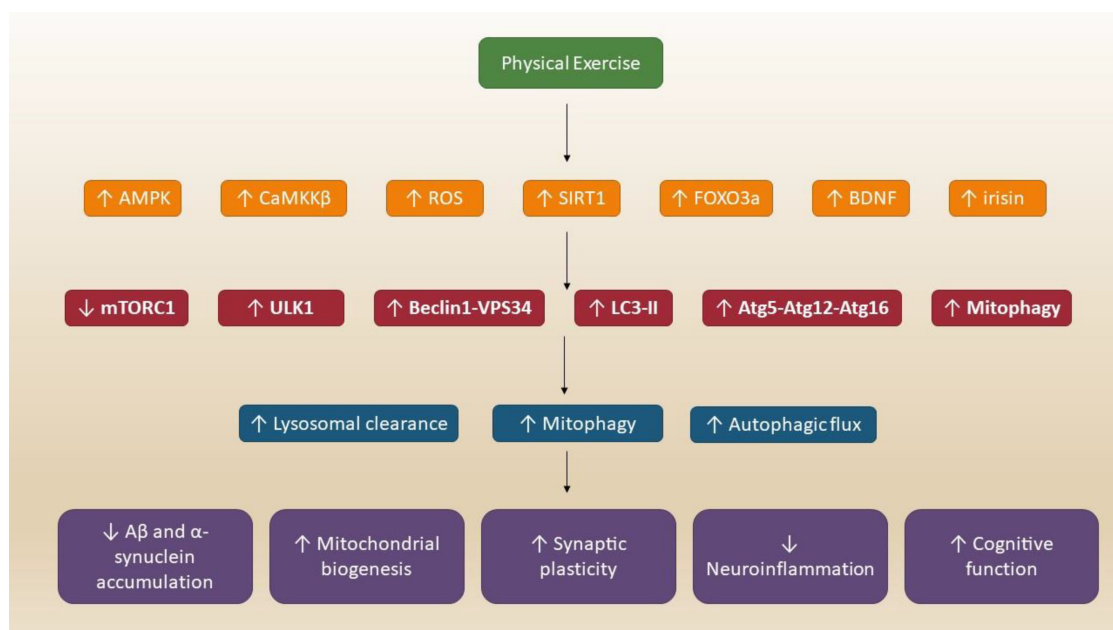 Physical Exercise
↑ AMPK
↑ CaMKKβ
↑ ROS
↑ SIRT1
↑ FOXO3a
↑ BDNF
↑ irisin
↓ mTORC1
↑ ULK1
↑ Beclin1-VPS34
↑ LC3-II
↑ Atg5-Atg12-Atg16
↑ Mitophagy
↑ Lysosomal clearance
↑ Mitophagy
↑ Autophagic flux
↓ Aβ and α-
synuclein
accumulation
↑ Mitochondrial
biogenesis
↑ Synaptic
plasticity
↓
Neuroinflammation
↑ Cognitive
function